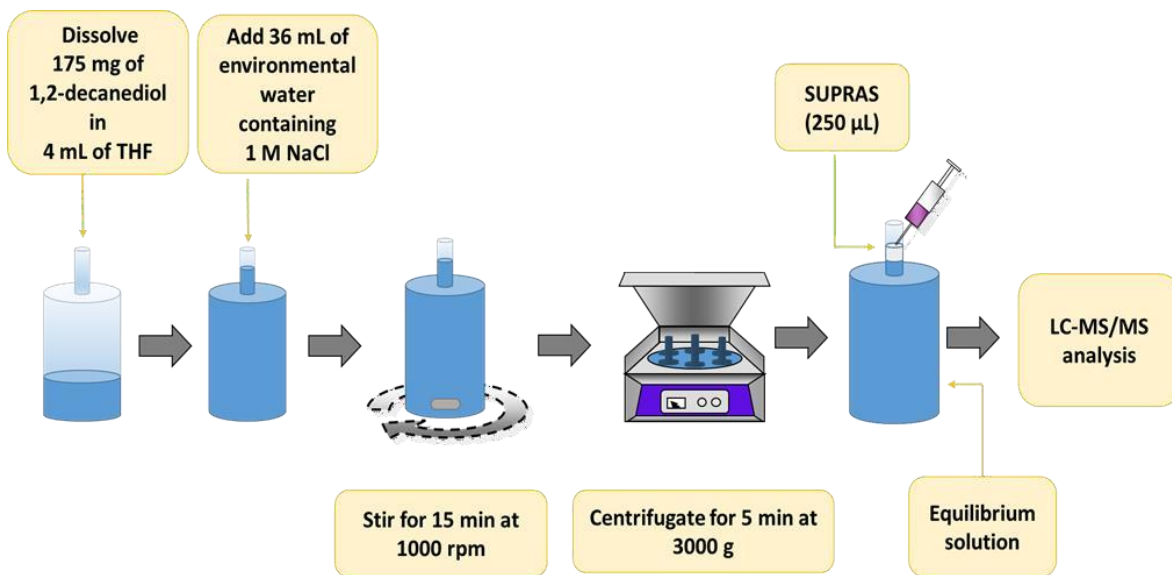 Dissolve
175 mg of
1,2-decanediol
in
4 mL of THF
Add 36 mL of
environmental
water
containing
1 M NaCl
SUPRAS
(250 µL)
LC-MS/MS
analysis
Stir for 15 min at
1000 rpm
Centrifugate for 5 min at
3000 g
Equilibrium
solution